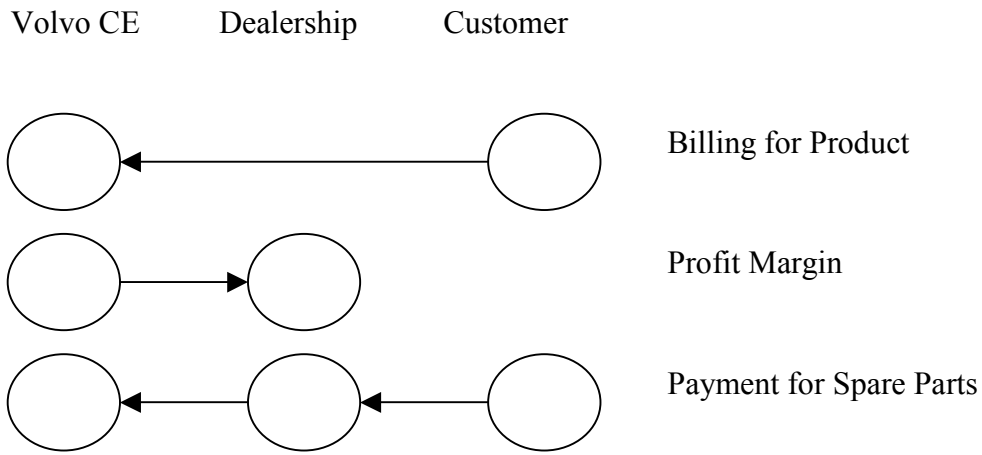 Volvo CE Dealership Customer
Billing for Product
Profit Margin
Payment for Spare Parts